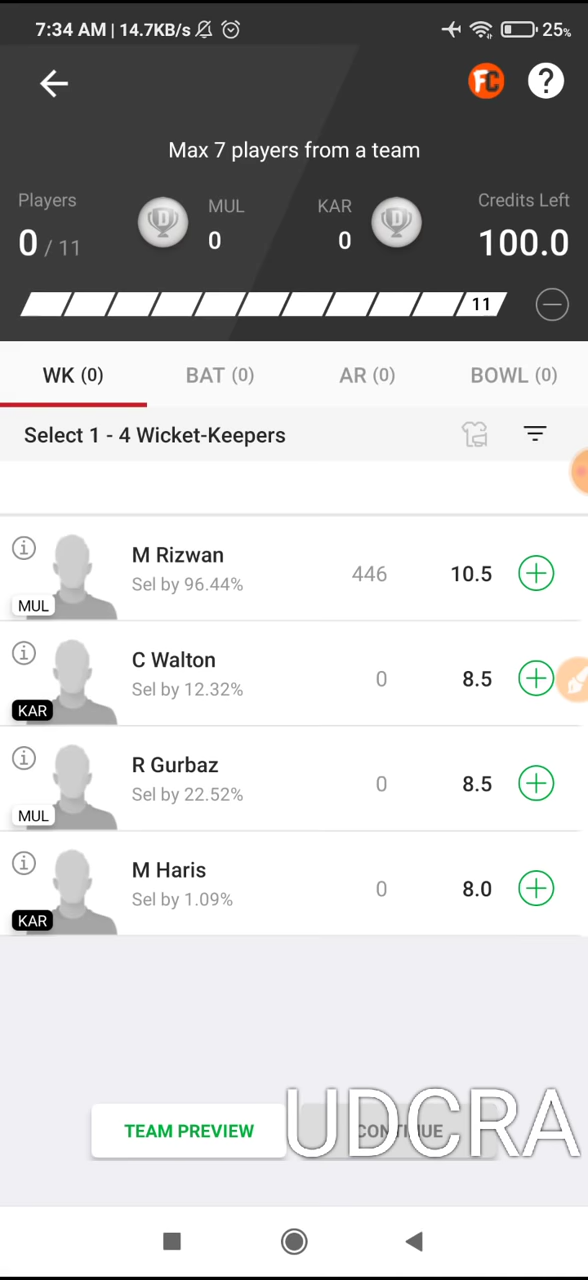 7:34 AM | 14.7KB/s
25%
FC
?
Max 7 players from a team
Players
MUL
KAR
Credits Left
0 / 11
D
0
0
D
100.0
11
WK (0)
BAT (0)
AR (0)
BOWL (0)
Select 1 - 4 Wicket-Keepers
M Rizwan
Sel by 96.44%
446
10.5
MUL
C Walton
Sel by 12.32%
0
8.5
KAR
R Gurbaz
Sel by 22.52%
0
8.5
MUL
M Haris
Sel by 1.09%
0
8.0
KAR
TEAM PREVIEW
CONTINUE
UDCRA